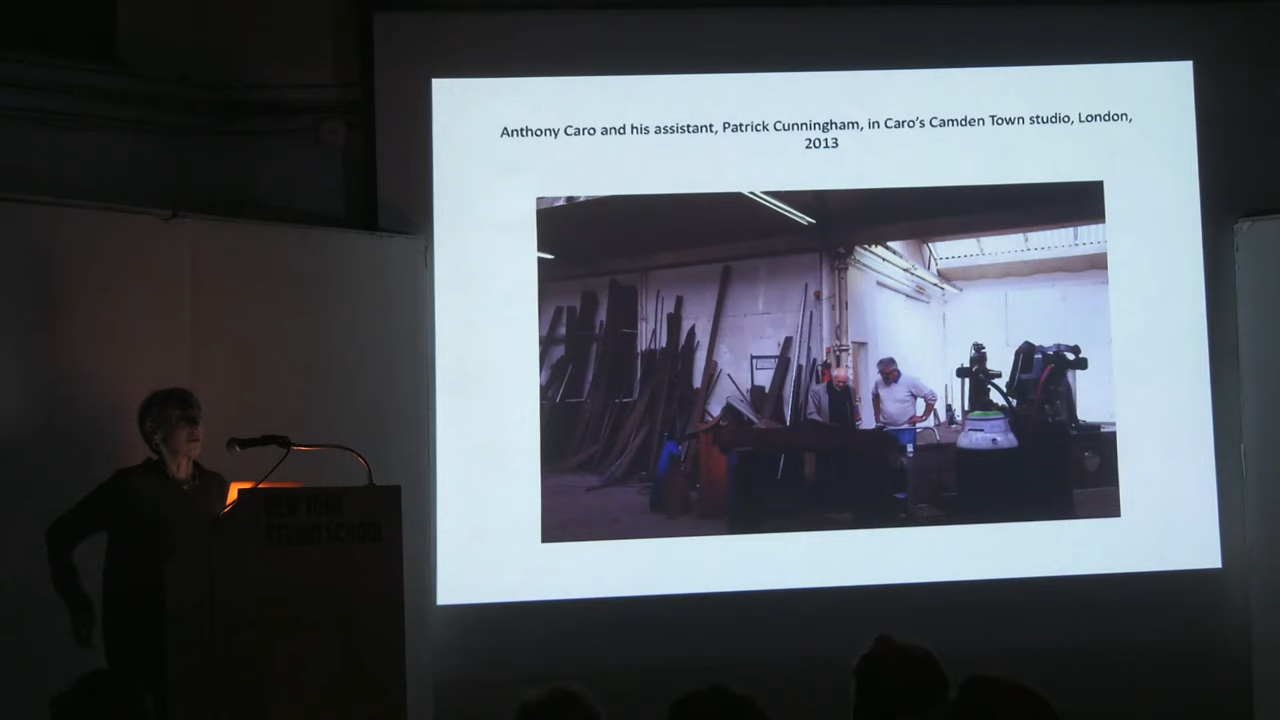 Anthony Caro and his assistant, Patrick Cunningham, in Caro's Camden Town studio, London,
2013
NEW YORK
STUDIO SCHOOL